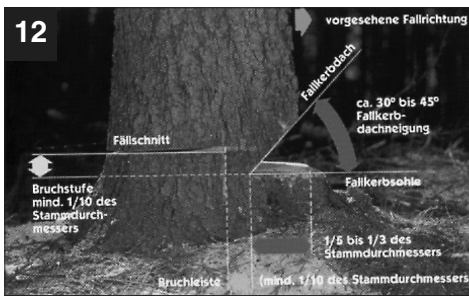 12
vorgesehene Fallrichtung
Fallkerbdach
ca. 30° bis 45°
Fallkerb-
dachneigung
Fällschnitt
Bruchstufe
mind. 1/10 des
Stammdurch-
messers
Fallkerbsohle
1/5 bis 1/3 des
Stammdurchmessers
Bruchleiste
(mind. 1/10 des Stammdurchmessers